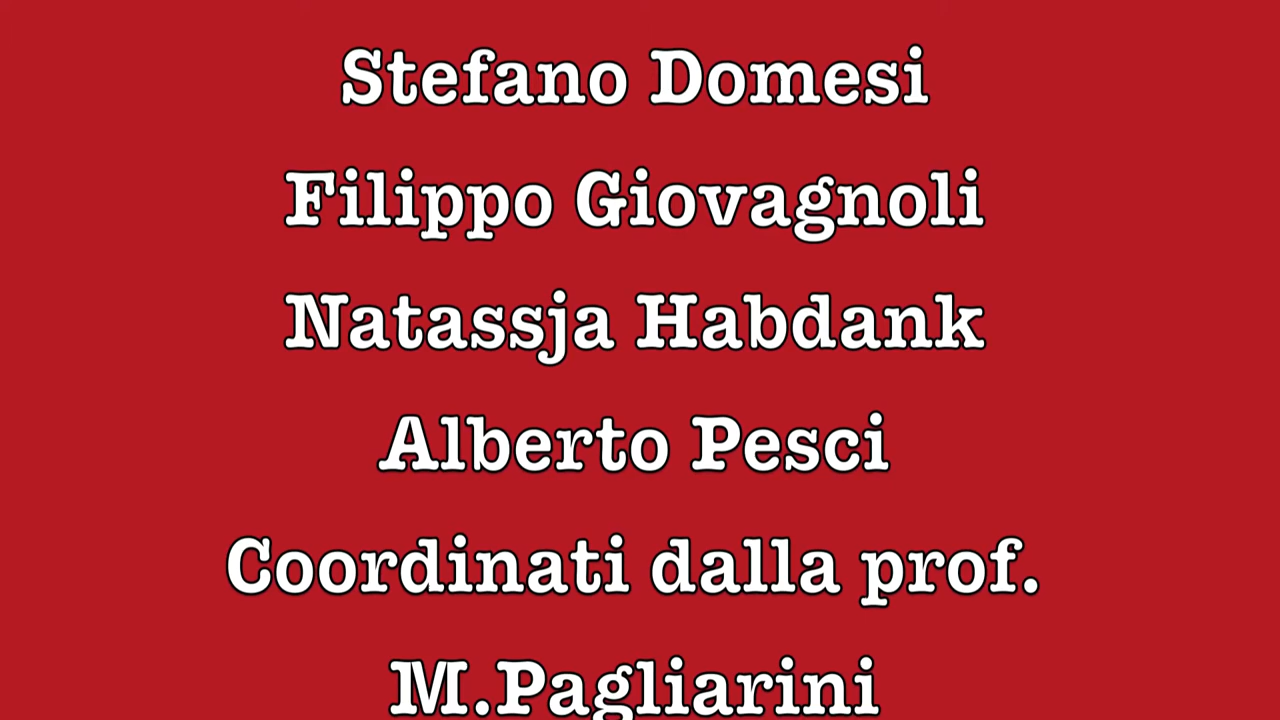 Stefano Domesi
Filippo Giovagnoli
Natassja Habdank
Alberto Pesci
Coordinati dalla prof.
M.Pagliarini